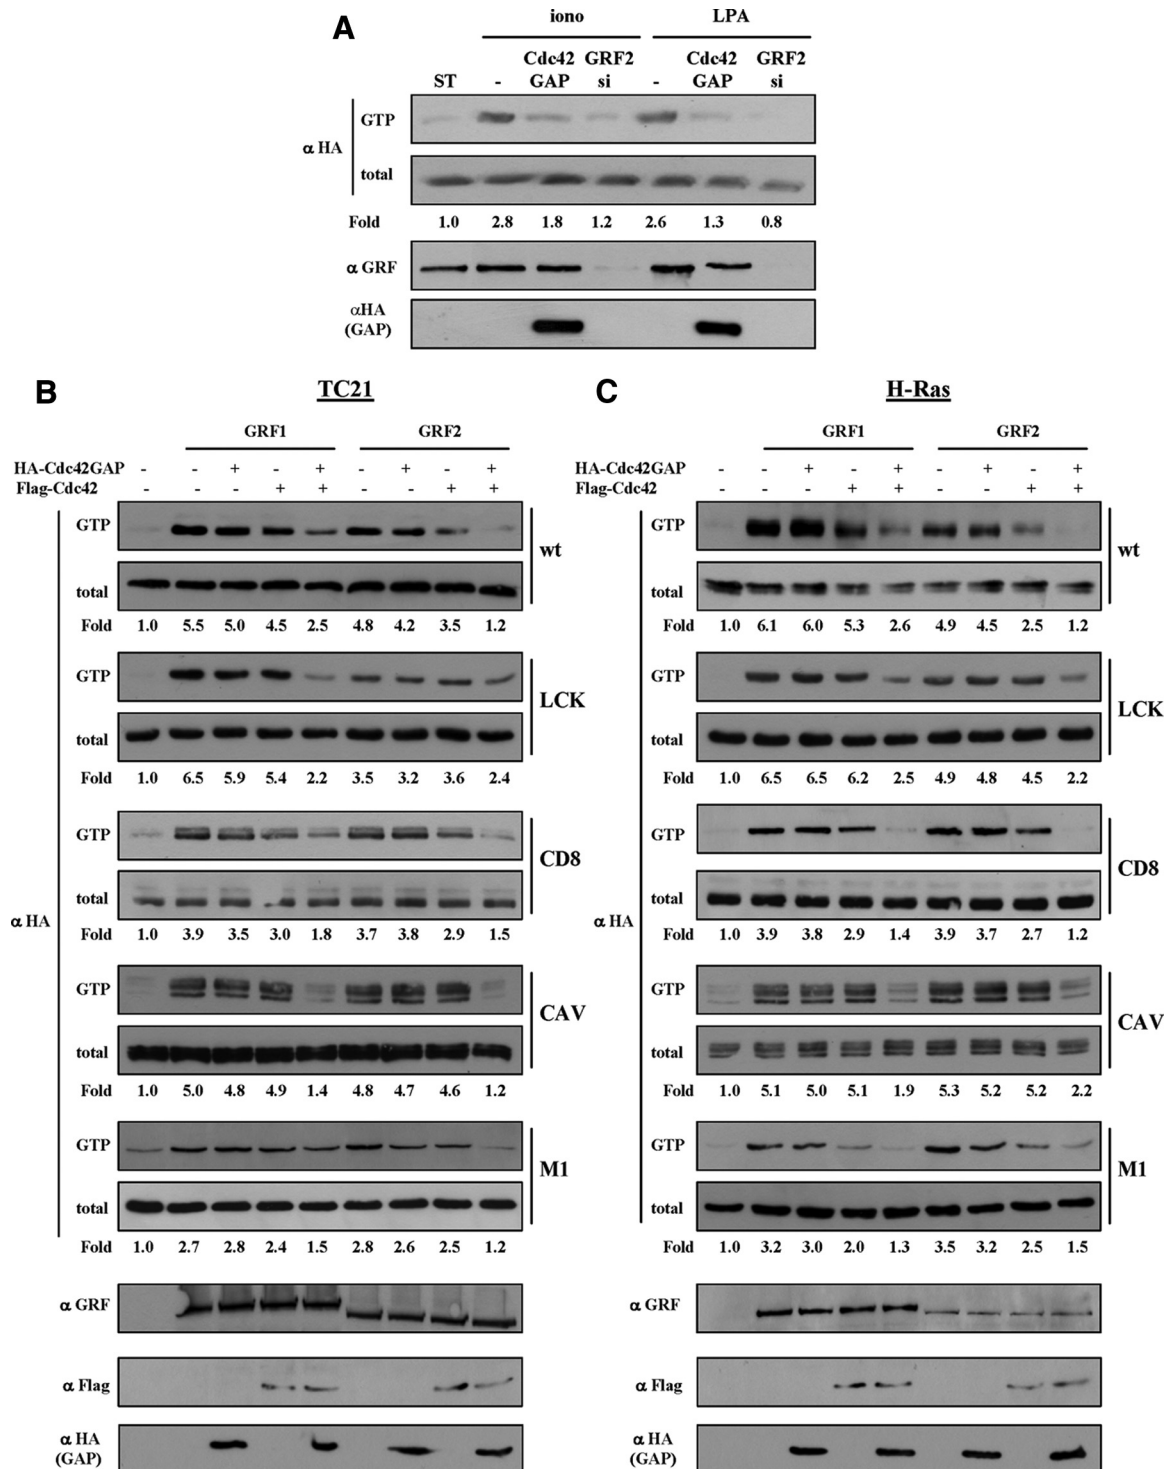 A
iono LPA
Cdc42 GRF2 Cdc42 GRF2
ST - GAP si - GAP si
GTP
α HA
total
Fold 1.0 2.8 1.8 1.2 2.6 1.3 0.8
α GRF
αHA
(GAP)
B TC21
GRF1 GRF2
HA-Cdc42GAP - - + - + - + - +
Flag-Cdc42 - - - + + - - + +
GTP
wt
total
Fold 1.0 5.5 5.0 4.5 2.5 4.8 4.2 3.5 1.2
GTP
LCK
total
Fold 1.0 6.5 5.9 5.4 2.2 3.5 3.2 3.6 2.4
GTP
CD8
total
α HA
Fold 1.0 3.9 3.5 3.0 1.8 3.7 3.8 2.9 1.5
GTP
CAV
total
Fold 1.0 5.0 4.8 4.9 1.4 4.8 4.7 4.6 1.2
GTP
M1
total
Fold 1.0 2.7 2.8 2.4 1.5 2.8 2.6 2.5 1.2
α GRF
α Flag
α HA
(GAP)
C H-Ras
GRF1 GRF2
HA-Cdc42GAP - - + - + - + - +
Flag-Cdc42 - - - + + - - + +
GTP
wt
total
Fold 1.0 6.1 6.0 5.3 2.6 4.9 4.5 2.5 1.2
GTP
LCK
total
Fold 1.0 6.5 6.5 6.2 2.5 4.9 4.8 4.5 2.2
GTP
CD8
total
α HA
Fold 1.0 3.9 3.8 2.9 1.4 3.9 3.7 2.7 1.2
GTP
CAV
total
Fold 1.0 5.1 5.0 5.1 1.9 5.3 5.2 5.2 2.2
GTP
M1
total
Fold 1.0 3.2 3.0 2.0 1.3 3.5 3.2 2.5 1.5
α GRF
α Flag
α HA
(GAP)